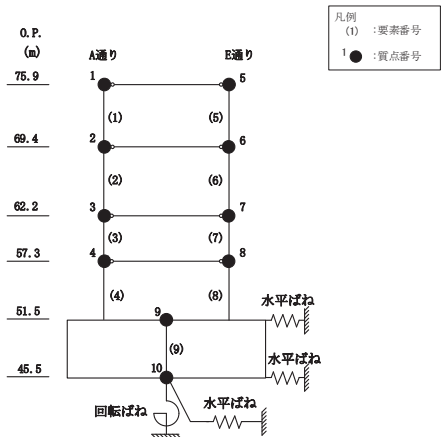 凡例
(1) :要素番号
1 :質点番号
O.P.
(m)
A通り
E通り
75.9
1
5
(1)
(5)
69.4
2
6
(2)
(6)
62.2
3
7
(3)
(7)
57.3
4
8
(4)
(8)
水平ばね
51.5
9
(9)
水平ばね
45.5
10
回転ばね
水平ばね